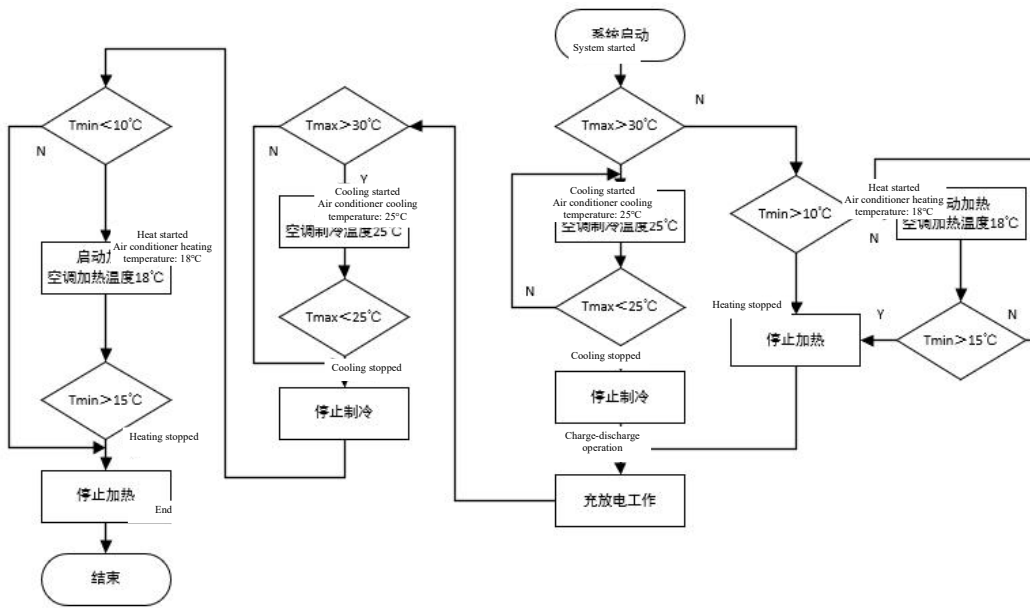 系统启动
System started
Tmax＞30℃
N
Cooling started
Air conditioner cooling
temperature: 25℃
空调制冷温度25℃
Tmax＜25℃
N
Cooling stopped
停止制冷
Charge-discharge
operation
充放电工作
Tmin＞10℃
N
Heat started
Air conditioner heating
temperature: 18℃
动加热
空调加热温度18℃
Tmin＞15℃
Y
N
Heating stopped
停止加热
Tmax＞30℃
N
Y
Cooling started
Air conditioner cooling
temperature: 25℃
空调制冷温度25℃
Tmax＜25℃
Cooling stopped
停止制冷
Tmin＜10℃
N
Heat started
Air conditioner heating
temperature: 18℃
启动
空调加热温度18℃
Tmin＞15℃
Heating stopped
停止加热
End
结束